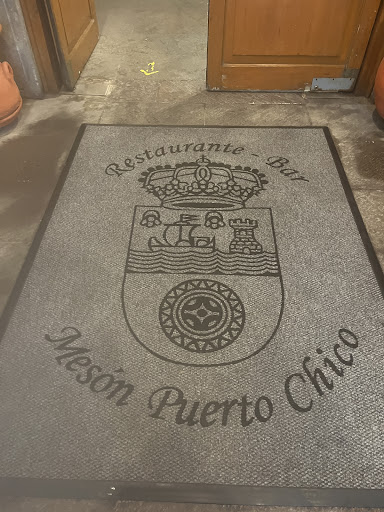 Restaurante - Bar
Mesón Puerto Chico